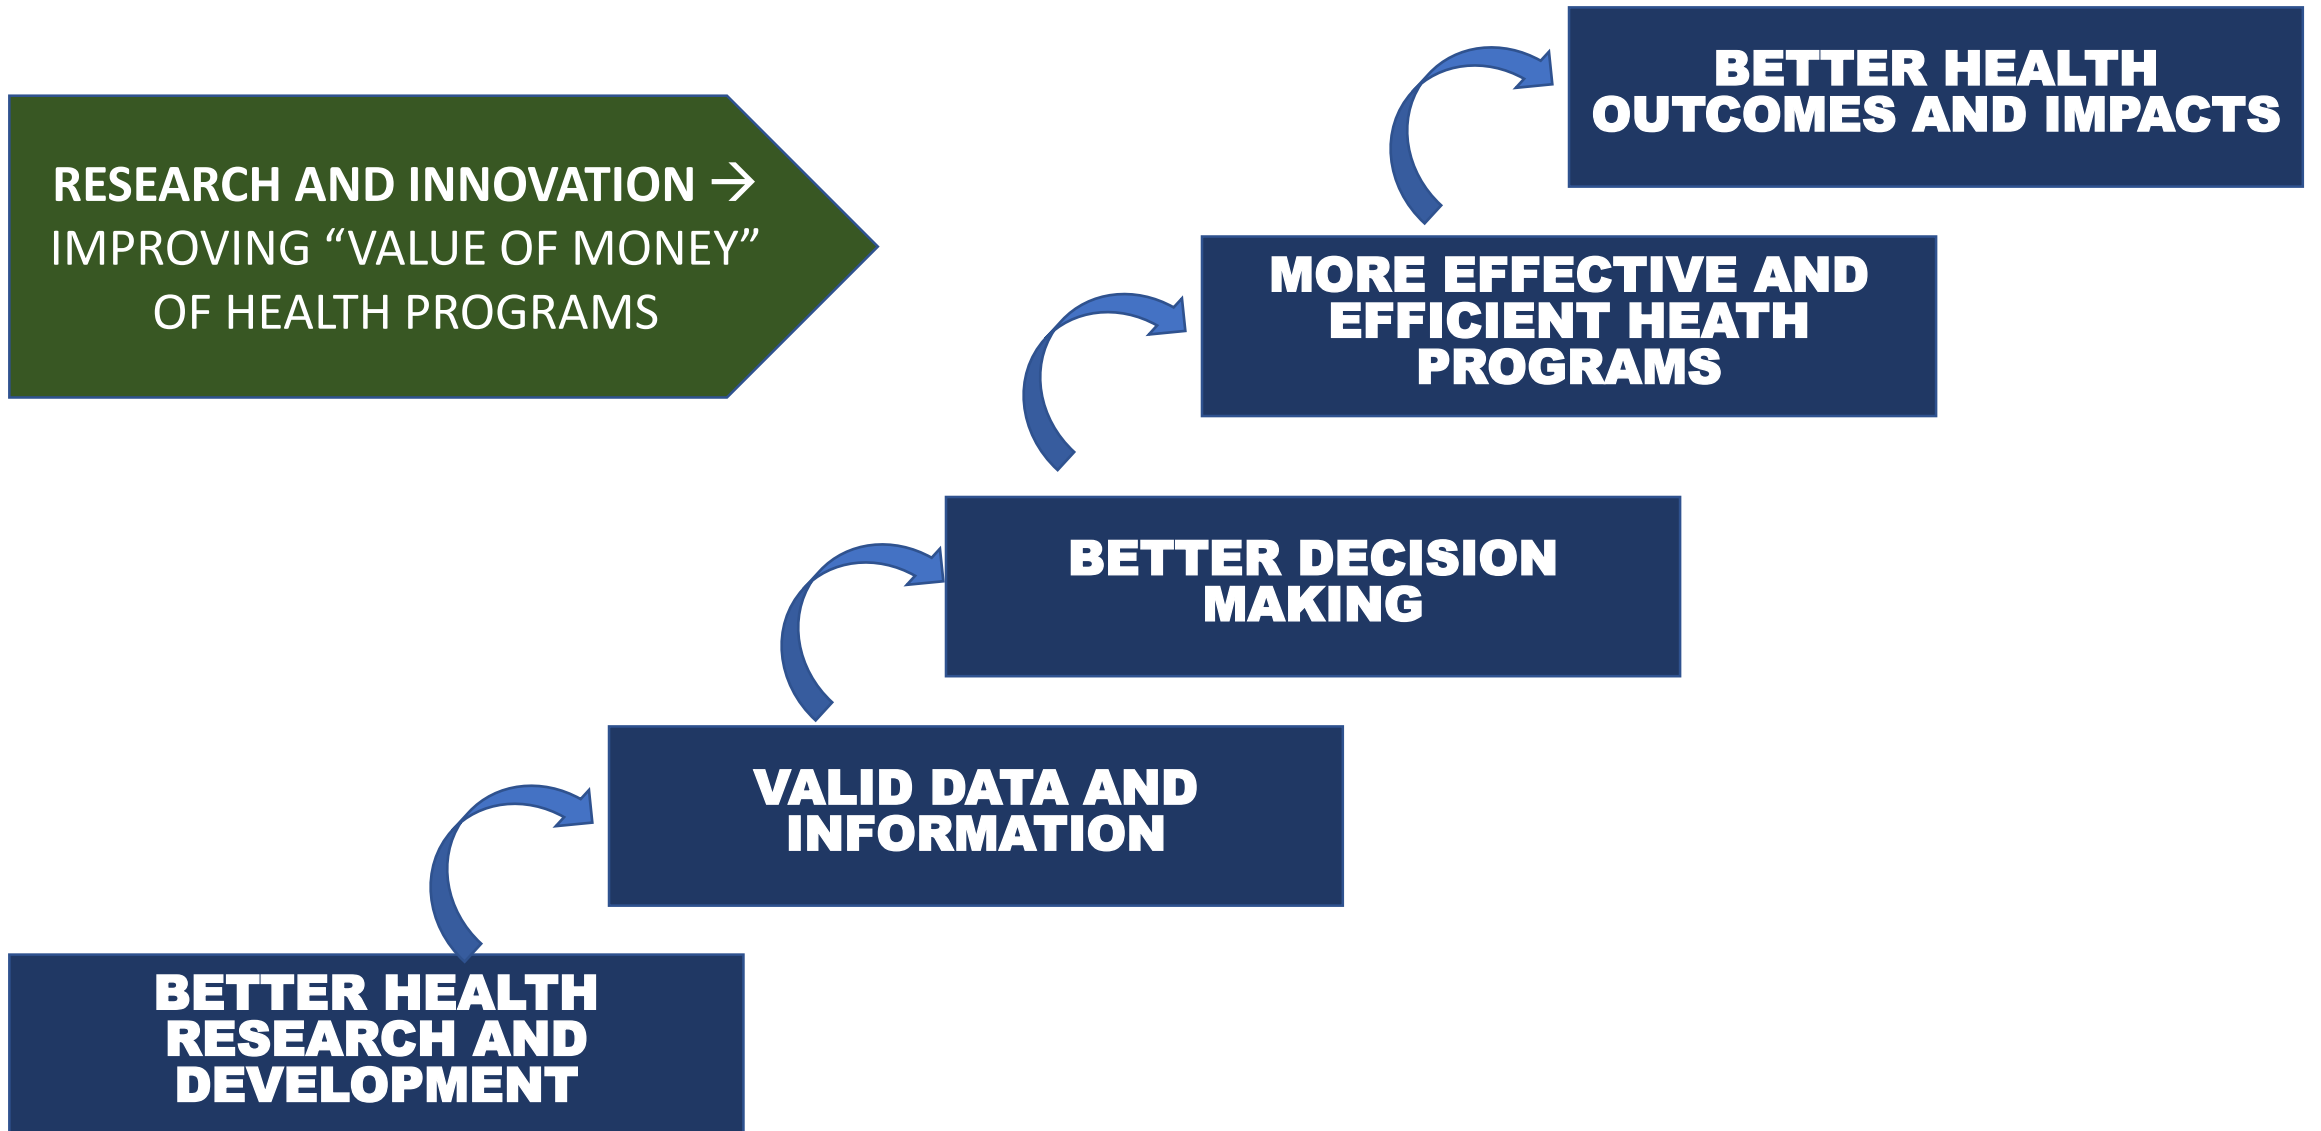 RESEARCH AND INNOVATION →
IMPROVING “VALUE OF MONEY”
OF HEALTH PROGRAMS
BETTER HEALTH
OUTCOMES AND IMPACTS
MORE EFFECTIVE AND
EFFICIENT HEATH
PROGRAMS
BETTER DECISION
MAKING
VALID DATA AND
INFORMATION
BETTER HEALTH
RESEARCH AND
DEVELOPMENT